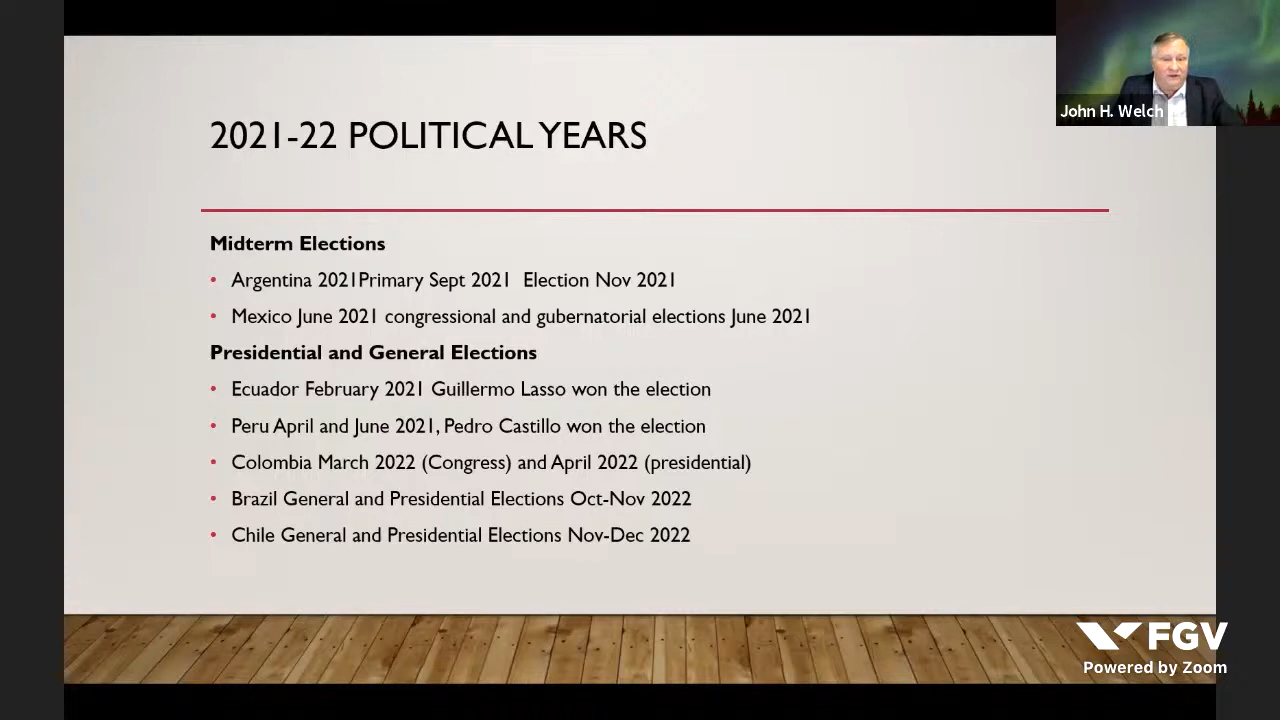 2021-22 POLITICAL YEARS
John H. Welch
Midterm Elections
• Argentina 2021Primary Sept 2021 Election Nov 2021
• Mexico June 2021 congressional and gubernatorial elections June 2021
Presidential and General Elections
• Ecuador February 2021 Guillermo Lasso won the election
• Peru April and June 2021, Pedro Castillo won the election
• Colombia March 2022 (Congress) and April 2022 (presidential)
• Brazil General and Presidential Elections Oct-Nov 2022
• Chile General and Presidential Elections Nov-Dec 2022
FGV
Powered by Zoom